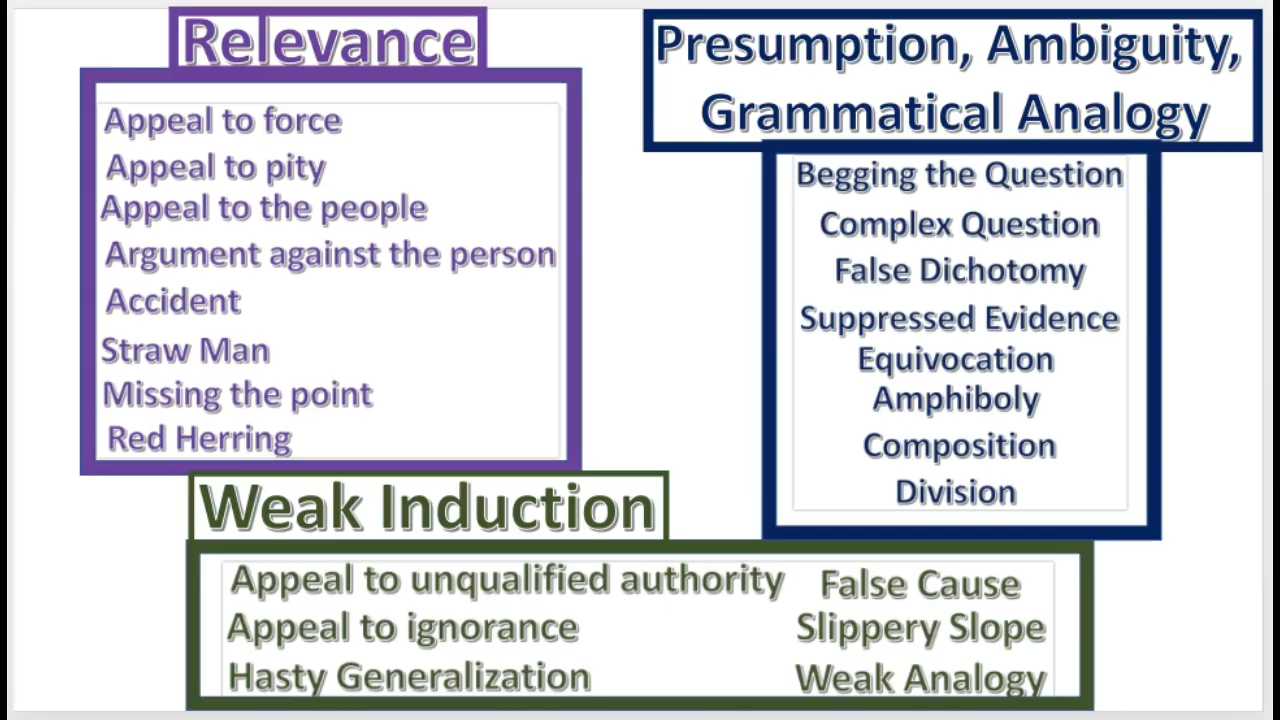 Relevance
Appeal to force
Appeal to pity
Appeal to the people
Argument against the person
Accident
Straw Man
Missing the point
Red Herring
Presumption, Ambiguity,
Grammatical Analogy
Begging the Question
Complex Question
False Dichotomy
Suppressed Evidence
Equivocation
Amphiboly
Composition
Division
Weak Induction
Appeal to unqualified authority
Appeal to ignorance
Hasty Generalization
False Cause
Slippery Slope
Weak Analogy